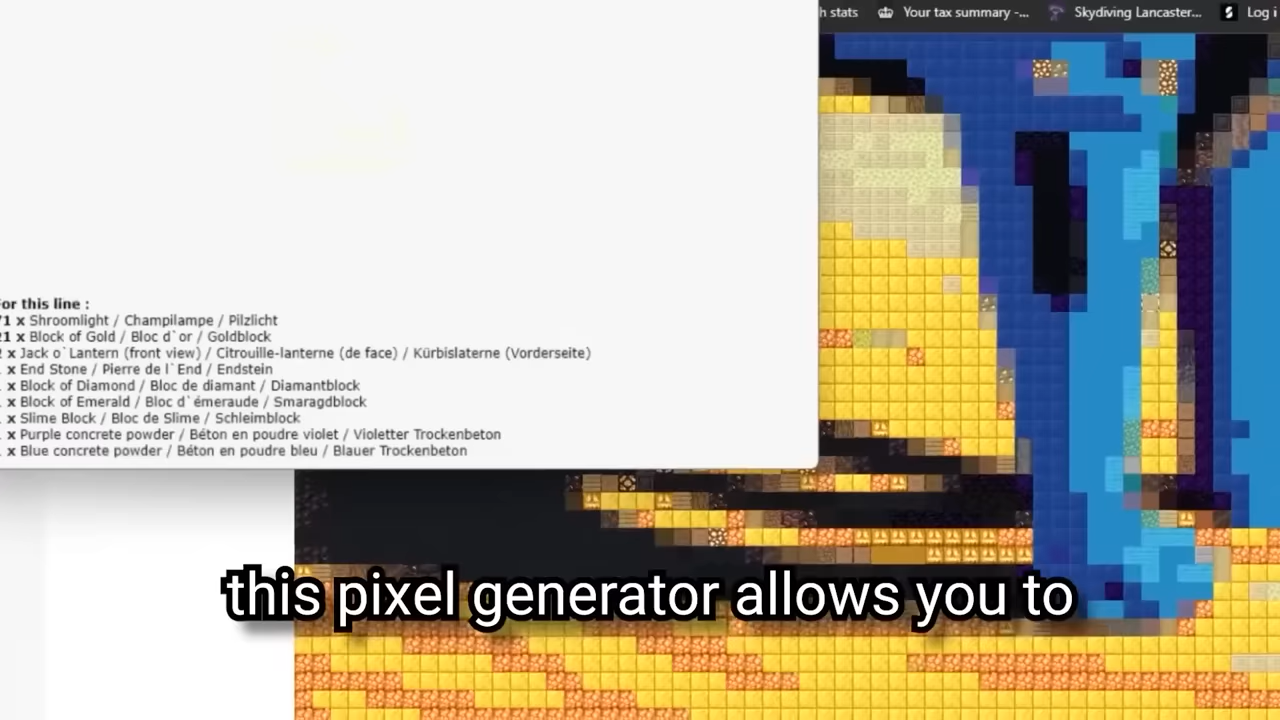 h stats Your tax summary -... Skydiving Lancaster... Log i
For this line :
71 x Shroomlight / Champilampe / Pilzlicht
21 x Block of Gold / Bloc d`or / Goldblock
x Jack o`Lantern (front view) / Citrouille-lanterne (de face) / Kürbislaterne (Vorderseite)
x End Stone / Pierre de l`End / Endstein
x Block of Diamond / Bloc de diamant / Diamantblock
x Block of Emerald / Bloc d`émeraude / Smaragdblock
x Slime Block / Bloc de Slime / Schleimblock
x Purple concrete powder / Béton en poudre violet / Violetter Trockenbeton
x Blue concrete powder / Béton en poudre bleu / Blauer Trockenbeton
this pixel generator allows you to